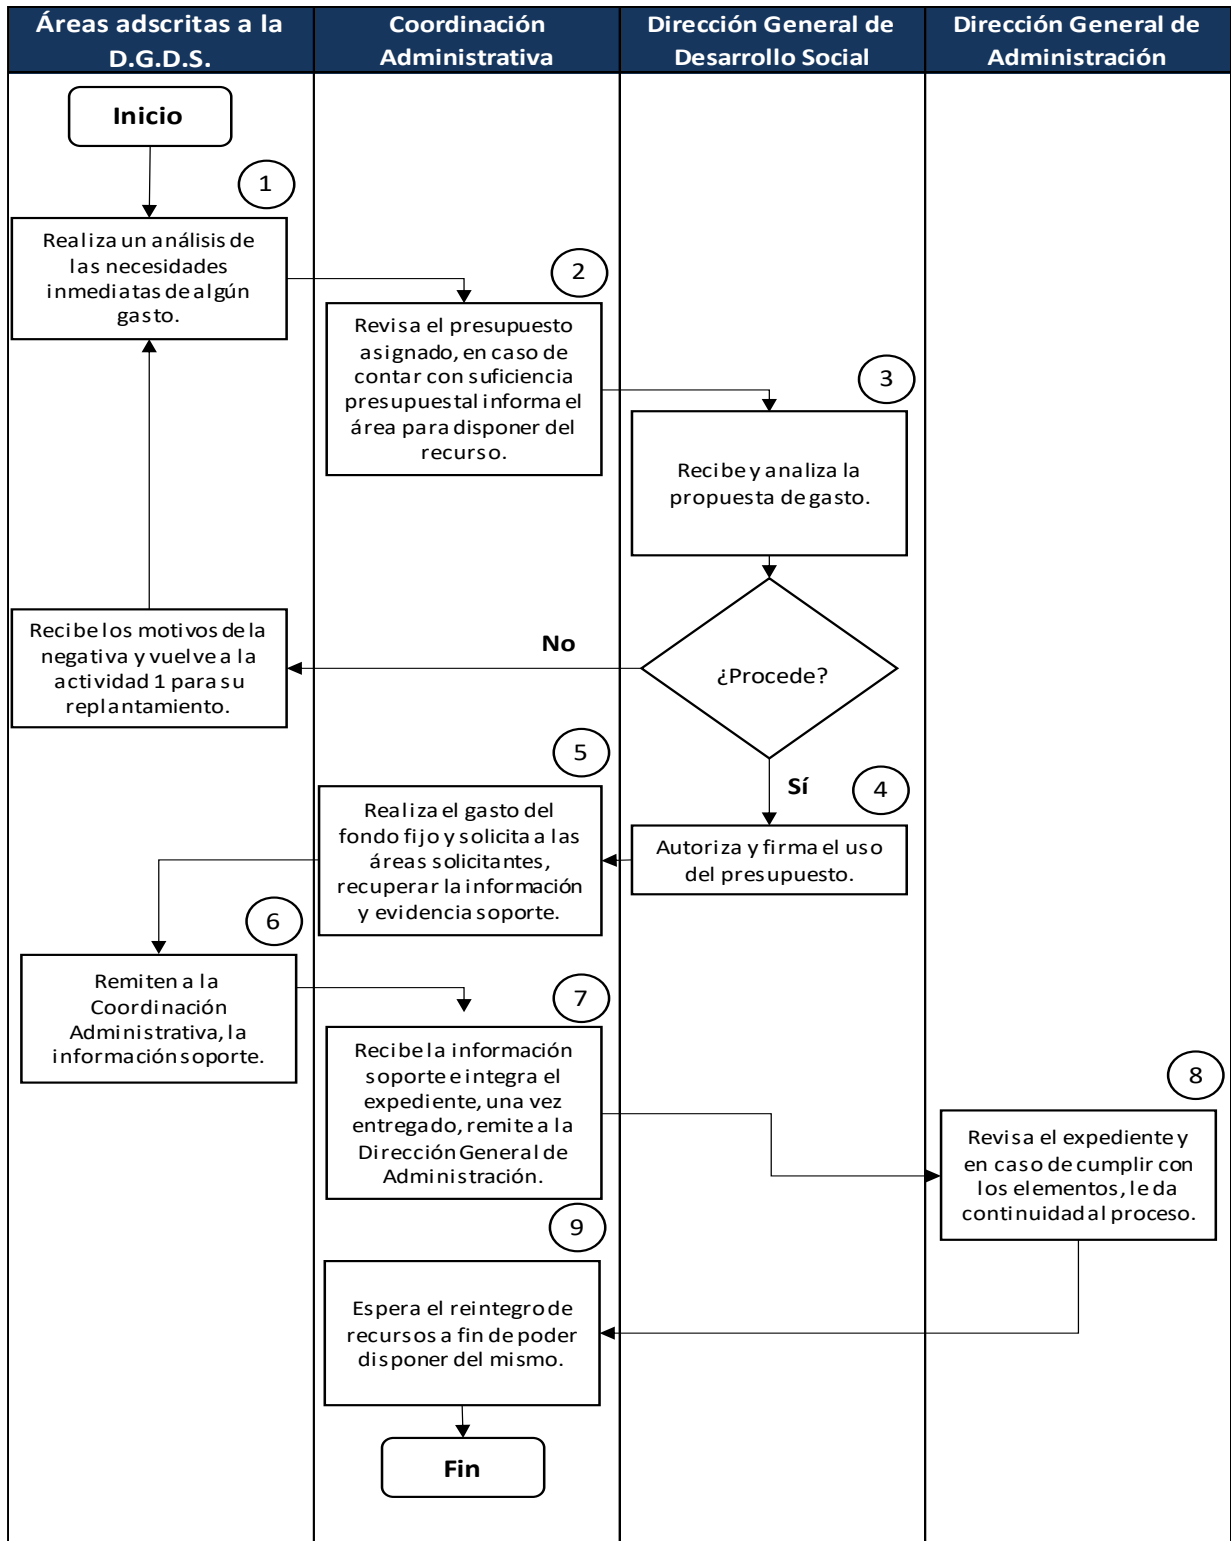 Áreas adscritas a la
D.G.D.S.
Coordinación
Administrativa
Dirección General de
Desarrollo Social
Dirección General de
Administración
Inicio
1
Realiza un análisis de
las necesidades
inmediatas de algún
gasto.
2
Revisa el presupuesto
asignado, en caso de
contar con suficiencia
presupuestal informa el
área para disponer del
recurso.
3
Recibe y analiza la
propuesta de gasto.
¿Procede?
No
Recibe los motivos de la
negativa y vuelve a la
actividad 1 para su
replantamiento.
Sí
4
Autoriza y firma el uso
del presupuesto.
5
Realiza el gasto del
fondo fijo y solicita a las
áreas solicitantes,
recuperar la información
y evidencia soporte.
6
Remiten a la
Coordinación
Administrativa, la
información soporte.
7
Recibe la información
soporte e integra el
expediente, una vez
entregado, remite a la
Dirección General de
Administración.
8
Revisa el expediente y
en caso de cumplir con
los elementos, le da
continuidad al proceso.
9
Espera el reintegro de
recursos a fin de poder
disponer del mismo.
Fin